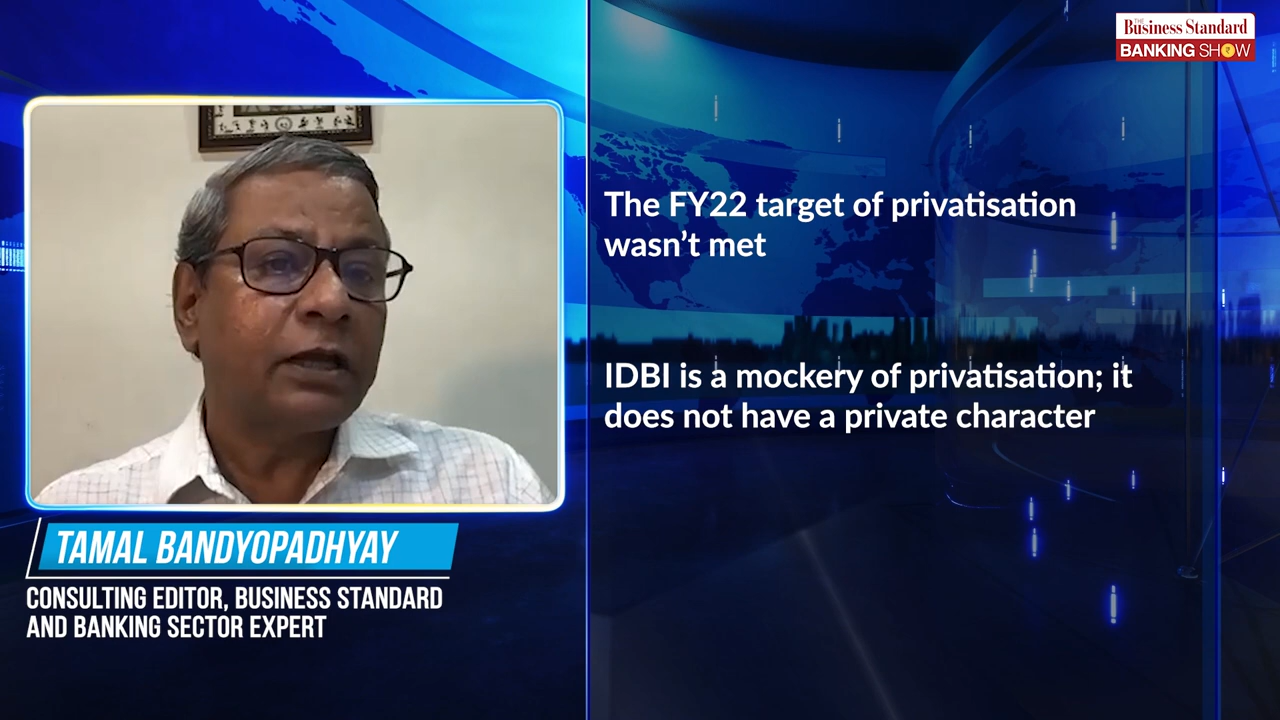 THE
Business Standard
BANKING SHOW
The FY22 target of privatisation
wasn’t met
IDBI is a mockery of privatisation; it
does not have a private character
TAMAL BANDYOPADHYAY
CONSULTING EDITOR, BUSINESS STANDARD
AND BANKING SECTOR EXPERT